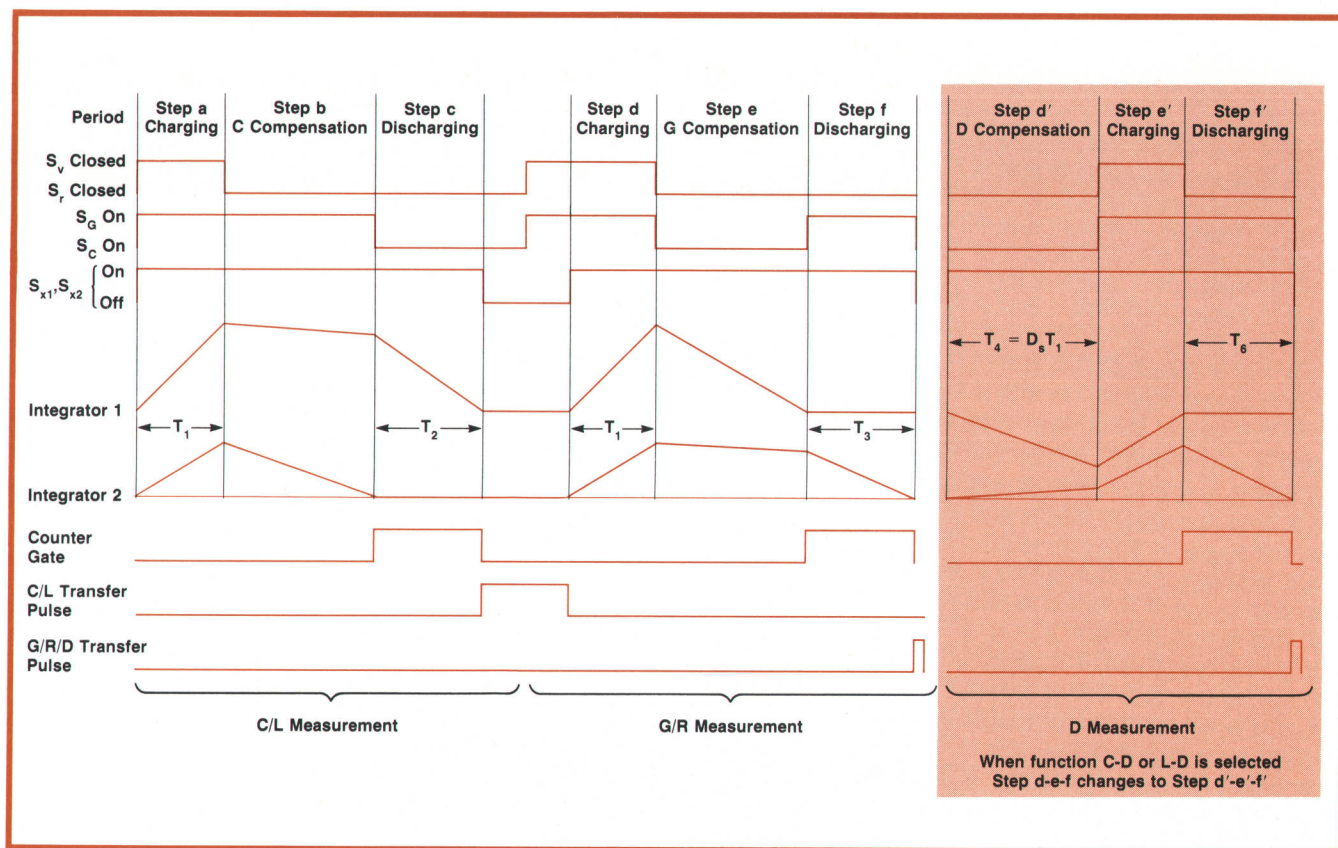 Period
Step a
Charging
Step b
C Compensation
Step c
Discharging
Step d
Charging
Step e
G Compensation
Step f
Discharging
Step d′
D Compensation
Step e′
Charging
Step f′
Discharging
Sv Closed
Sr Closed
SG On
SC On
Sx1, Sx2 { On
Off
T4 = DsT1
T6
Integrator 1
T1
T2
T1
T3
Integrator 2
Counter
Gate
C/L Transfer
Pulse
G/R/D Transfer
Pulse
C/L Measurement
G/R Measurement
D Measurement
When function C-D or L-D is selected
Step d-e-f changes to Step d′-e′-f′